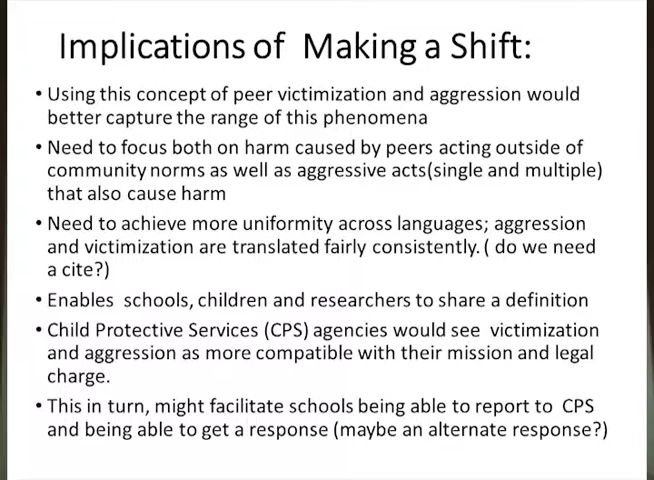 Implications of Making a Shift:
• Using this concept of peer victimization and aggression would
better capture the range of this phenomena
• Need to focus both on harm caused by peers acting outside of
community norms as well as aggressive acts(single and multiple)
that also cause harm
• Need to achieve more uniformity across languages; aggression
and victimization are translated fairly consistently. ( do we need
a cite?)
• Enables schools, children and researchers to share a definition
• Child Protective Services (CPS) agencies would see victimization
and aggression as more compatible with their mission and legal
charge.
• This in turn, might facilitate schools being able to report to CPS
and being able to get a response (maybe an alternate response?)